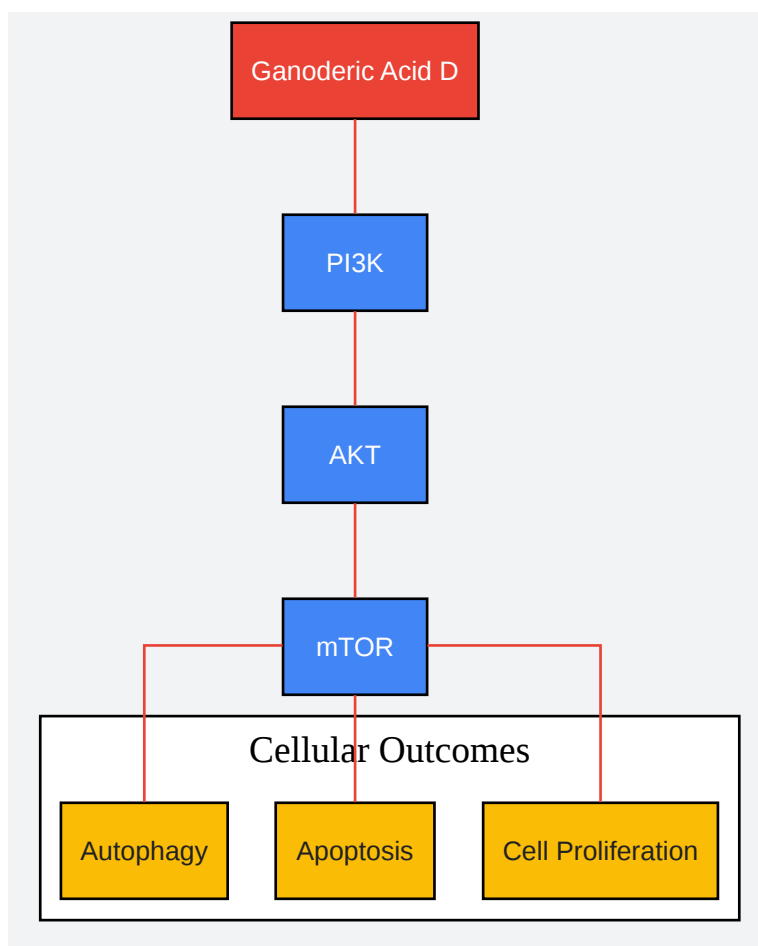 Ganoderic Acid D
PI3K
AKT
mTOR
Cellular Outcomes
Autophagy
Apoptosis
Cell Proliferation